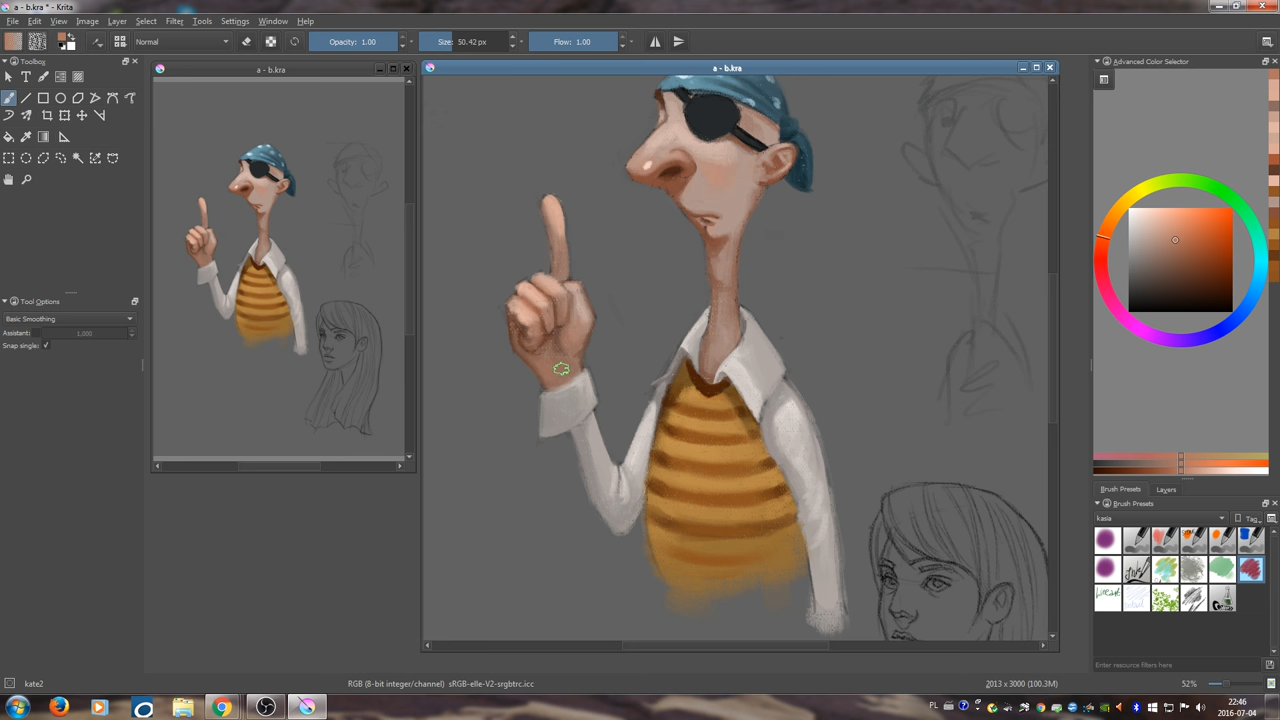 a - b.kra * - Krita
File Edit View Image Layer Select Filter Tools Settings Window Help
Normal Opacity: 1.00 Size: 50.42 px Flow: 1.00
Toolbox
Tool Options
Basic Smoothing
Assistant: 1,000
Snap single:
a - b.kra
a - b.kra
Advanced Color Selector
Brush Presets Layers
Brush Presets
kasia Tag
Enter resource filters here
kate2 RGB (8-bit integer/channel) sRGB-elle-V2-srgbtrc.icc 2013 x 3000 (100.3M) 52%
PL 22:46
2016-07-04